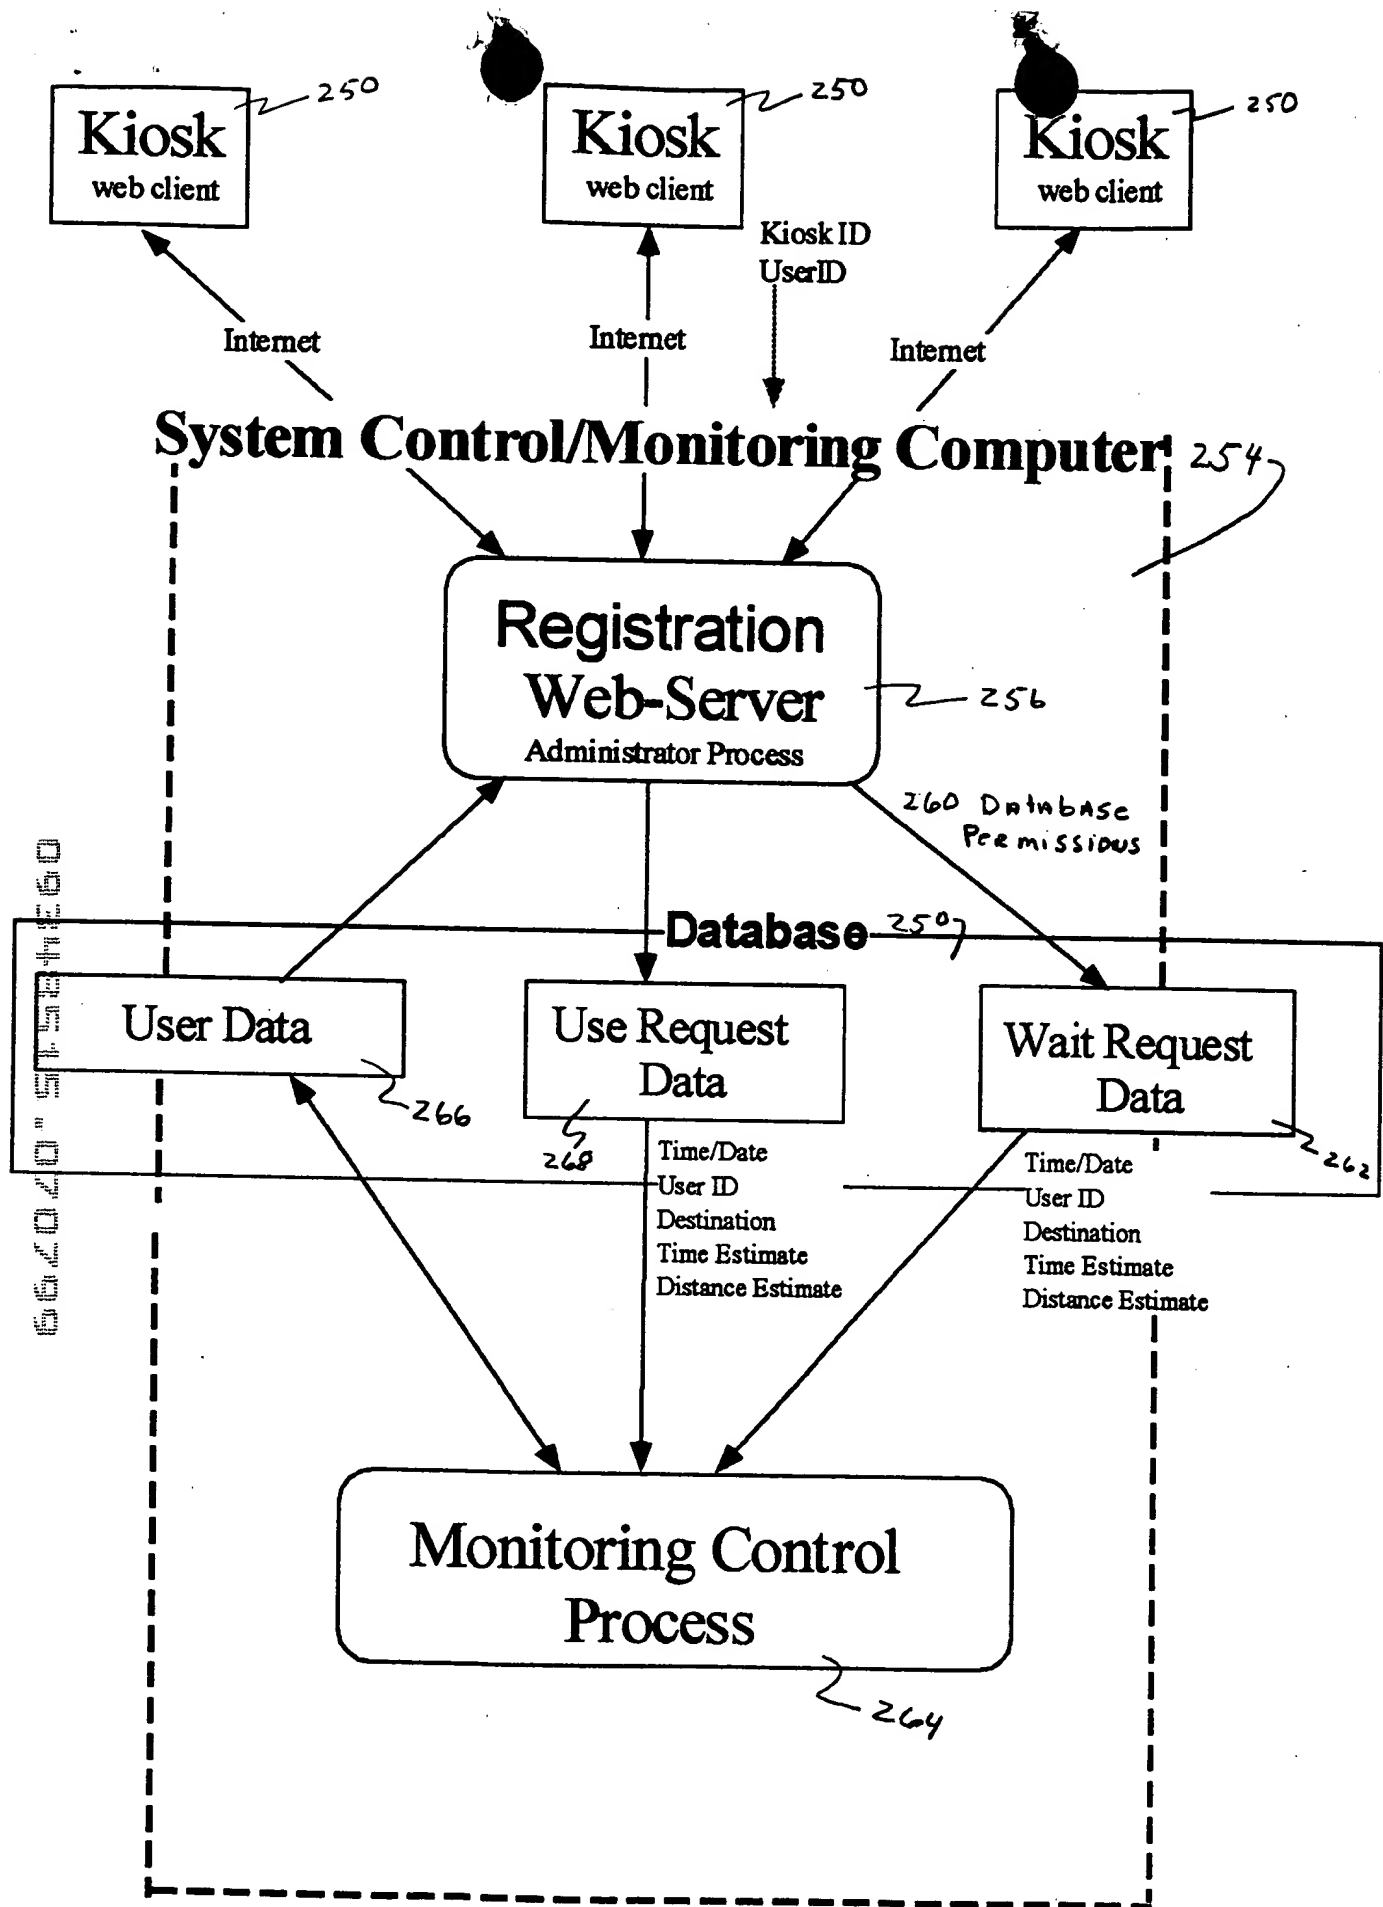 250
250
250
Kiosk
web client
Kiosk
web client
Kiosk
web client
Kiosk ID
UserID
Internet
Internet
Internet
System Control/Monitoring Computer 254
Registration
Web-Server
Administrator Process
256
260 Database
Permissions
Database 250
User Data
266
Use Request
Data
268
Wait Request
Data
262
Time/Date
User ID
Destination
Time Estimate
Distance Estimate
Time/Date
User ID
Destination
Time Estimate
Distance Estimate
Monitoring Control
Process
264
09348515.070799